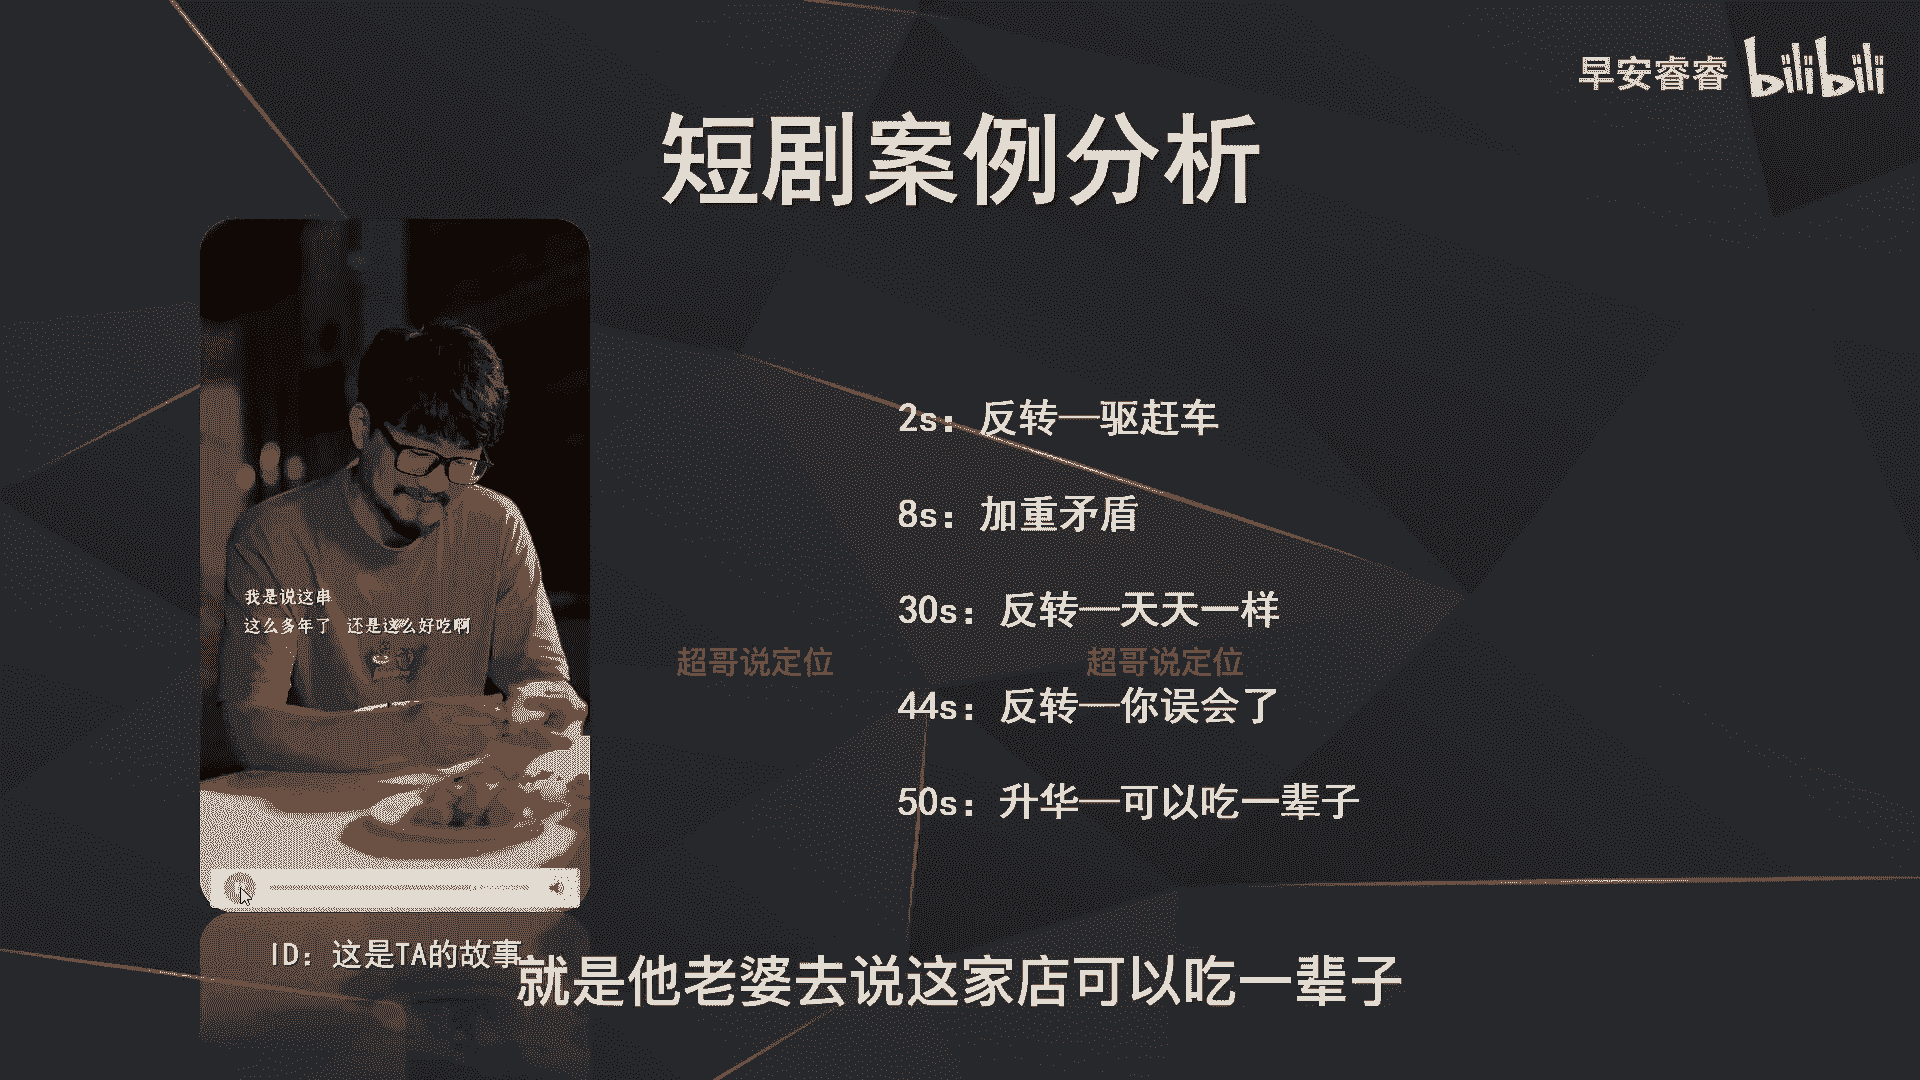 早安睿睿 bilibili
短剧案例分析
2s：反转—驱赶车
8s：加重矛盾
30s：反转—天天一样
44s：反转—你误会了
50s：升华—可以吃一辈子
我是说这串
这么多年了 还是这么好吃啊
超哥说定位 超哥说定位
ID：这是TA的故事
就是他老婆去说这家店可以吃一辈子